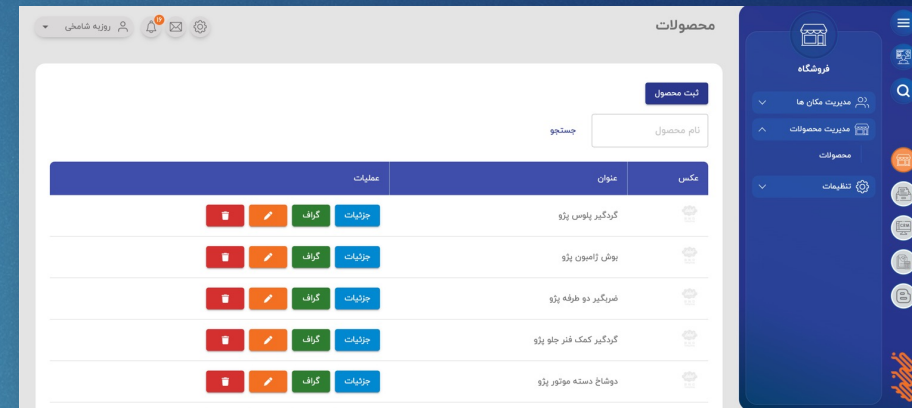 محصولات
روزبه شامخی
فروشگاه
مدیریت مکان ها
مدیریت محصولات
محصولات
تنظیمات
ثبت محصول
نام محصول
جستجو
عکس عنوان عملیات
گردگیر پلوس پژو جزئیات گراف
بوش ژامبون پژو جزئیات گراف
ضربگیر دو طرفه پژو جزئیات گراف
گردگیر کمک فنر جلو پژو جزئیات گراف
دوشاخ دسته موتور پژو جزئیات گراف